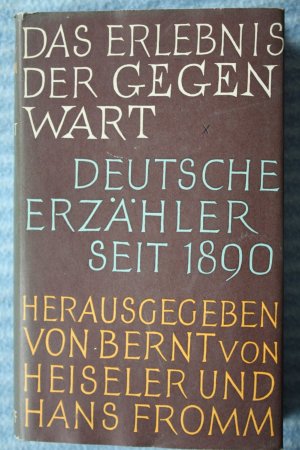 DAS ERLEBNIS
DER GEGEN
WART
DEUTSCHE
ERZÄHLER
SEIT 1890
HERAUSGEGEBEN
VON BERNT VON
HEISELER UND
HANS FROMM